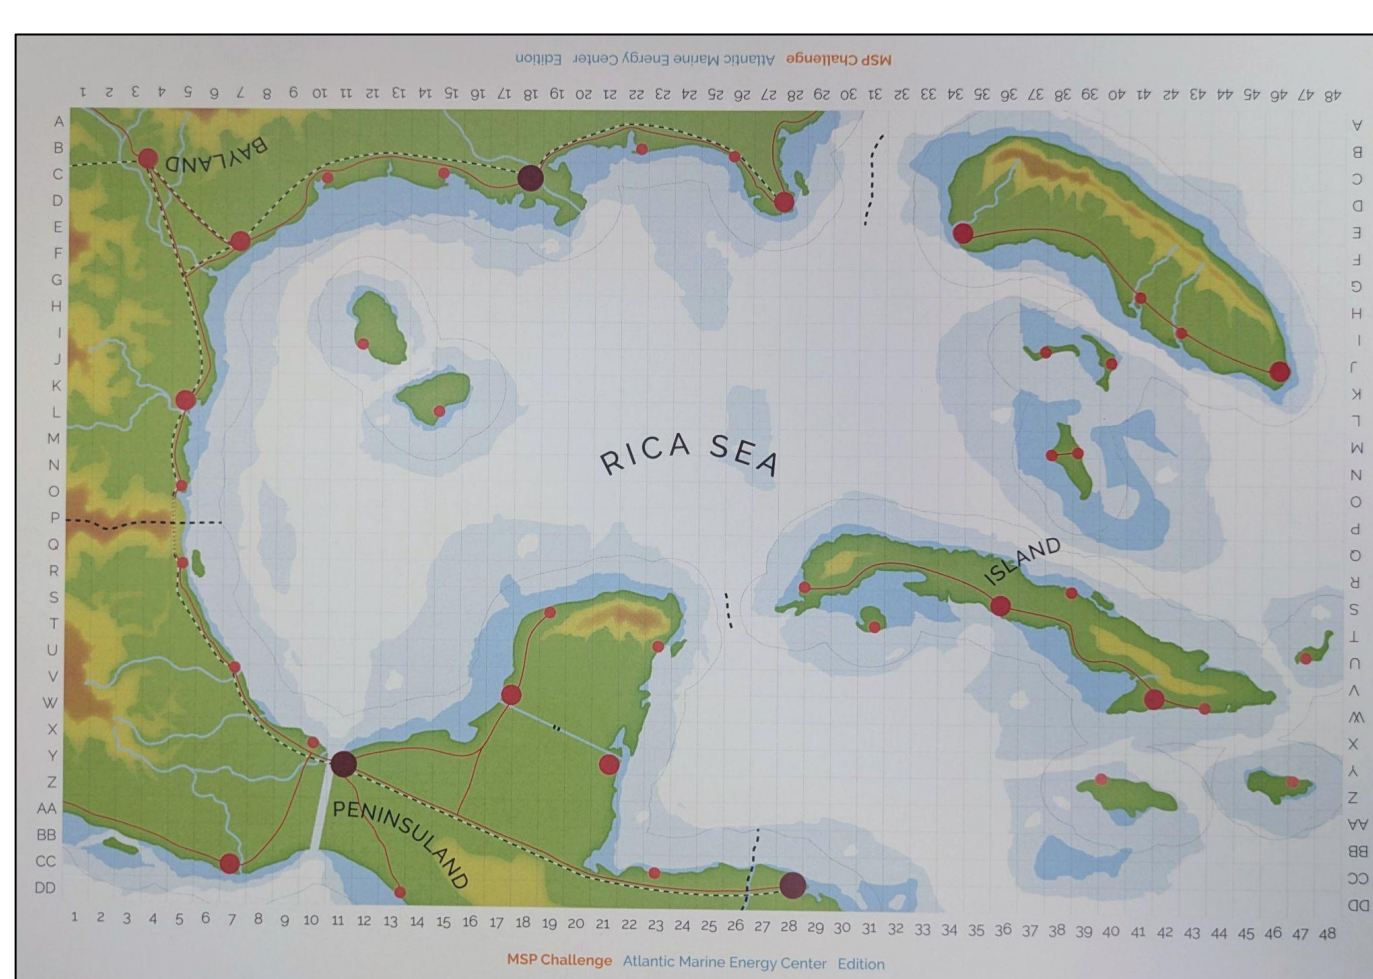 MSP Challenge Atlantic Marine Energy Center Edition
1 2 3 4 5 6 7 8 9 10 11 12 13 14 15 16 17 18 19 20 21 22 23 24 25 26 27 28 29 30 31 32 33 34 35 36 37 38 39 40 41 42 43 44 45 46 47 48
A A
B B
C C
D D
E E
F F
G G
H H
I I
J J
K K
L L
M M
N N
O O
P P
Q Q
R R
S S
T T
U U
V V
W W
X X
Y Y
Z Z
AA AA
BB BB
CC CC
DD DD
BAYLAND
RICA SEA
ISLAND
PENINSULAND
1 2 3 4 5 6 7 8 9 10 11 12 13 14 15 16 17 18 19 20 21 22 23 24 25 26 27 28 29 30 31 32 33 34 35 36 37 38 39 40 41 42 43 44 45 46 47 48
MSP Challenge Atlantic Marine Energy Center Edition